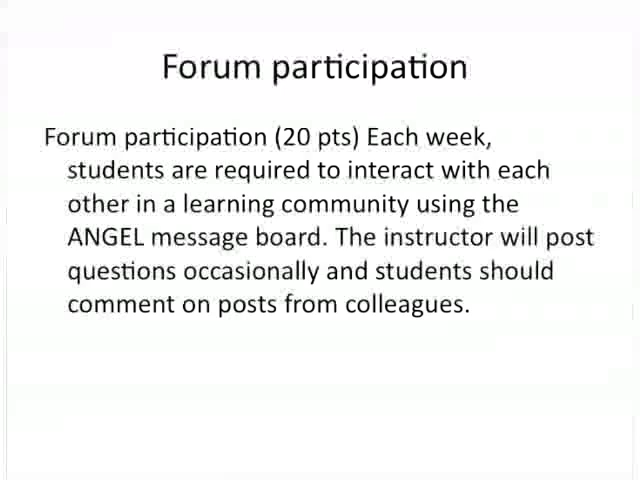 Forum participation
Forum participation (20 pts) Each week,
students are required to interact with each
other in a learning community using the
ANGEL message board. The instructor will post
questions occasionally and students should
comment on posts from colleagues.